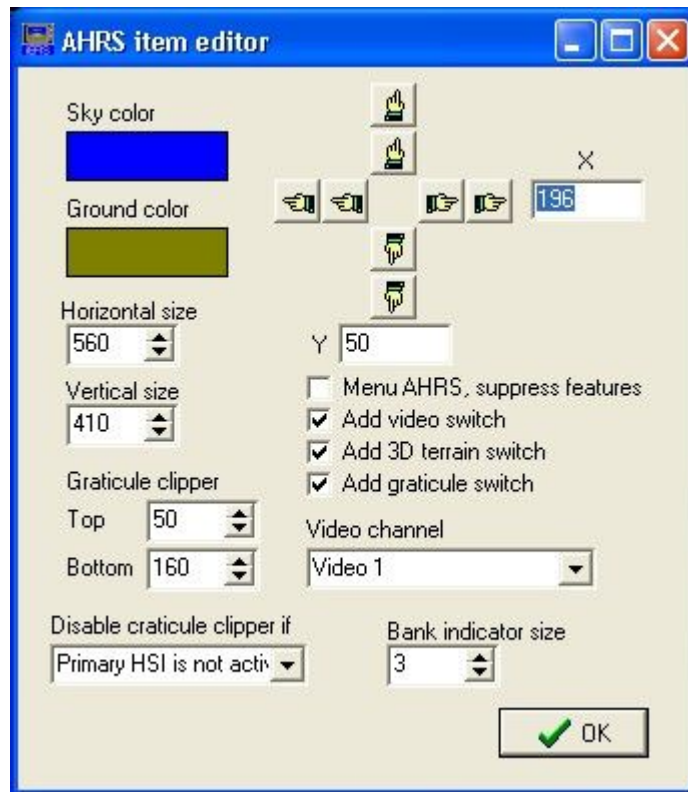 AHRS item editor
Sky color
X
196
Ground color
Horizontal size
560
Y 50
Vertical size
410
Menu AHRS, suppress features
Add video switch
Add 3D terrain switch
Add graticule switch
Graticule clipper
Top 50
Bottom 160
Video channel
Video 1
Disable craticule clipper if
Primary HSI is not activ
Bank indicator size
3
OK